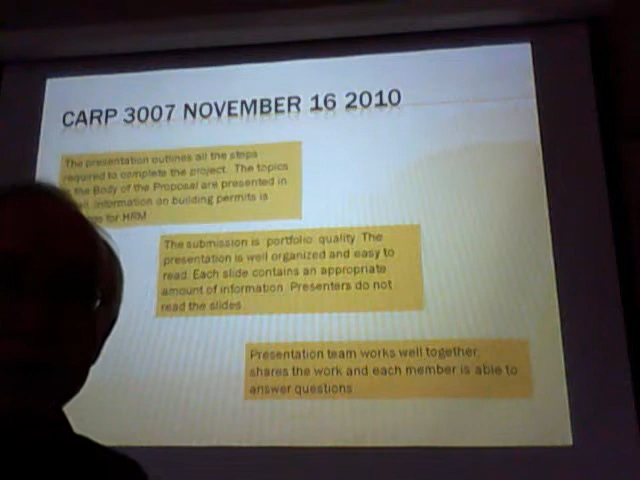 CARP 3007 NOVEMBER 16 2010
The presentation outlines all the steps
required to complete the project. The topics
the Body of the Proposal are presented in
information on building permits is
for HRM
The submission is portfolio quality The
presentation is well organized and easy to
read. Each slide contains an appropriate
amount of information. Presenters do not
read the slides
Presentation team works well together,
shares the work and each member is able to
answer questions